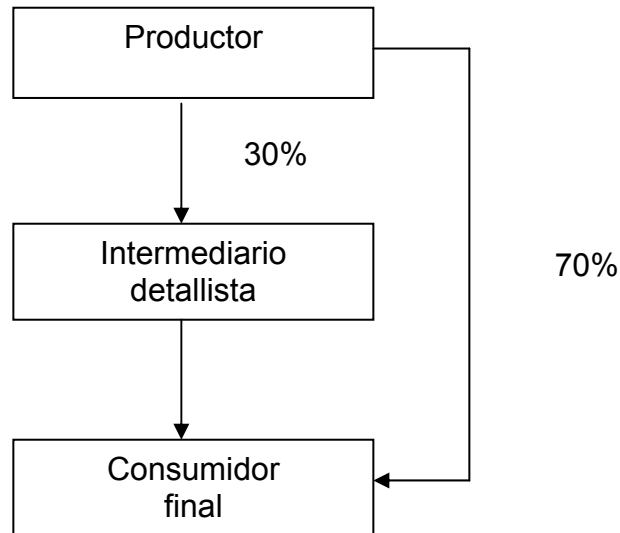 Productor
30%
Intermediario
detallista
70%
Consumidor
final